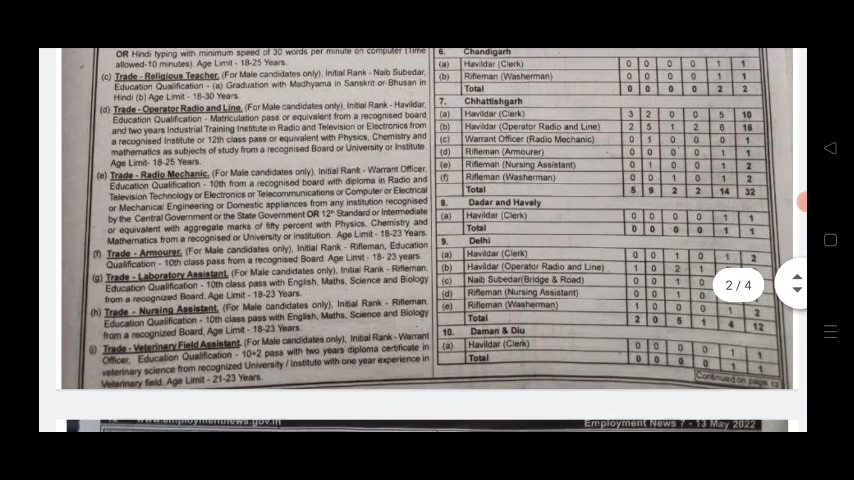 OR Hindi typing with minimum speed of 30 words per minute on computer (Time
allowed-10 minutes). Age Limit - 18-25 Years.
(c) Trade - Religious Teacher. (For Male candidates only), Initial Rank - Naib Subedar,
Education Qualification - (a) Graduation with Madhyama in Sanskrit or Bhusan in
Hindi (b) Age Limit - 18-30 Years.
(d) Trade - Operator Radio and Line. (For Male candidates only), Initial Rank - Havildar,
Education Qualification - Matriculation pass or equivalent from a recognised board
and two years Industrial Training Institute in Radio and Television or Electronics from
a recognised Institute or 12th class pass or equivalent with Physics, Chemistry and
mathematics as subjects of study from a recognised Board or University or Institute.
Age Limit- 18-25 Years.
(e) Trade - Radio Mechanic. (For Male candidates only), Initial Rank - Warrant Officer,
Education Qualification - 10th from a recognised board with diploma in Radio and
Television Technology or Electronics or Telecommunications or Computer or Electrical
or Mechanical Engineering or Domestic appliances from any institution recognised
by the Central Government or the State Government OR 12th Standard or Intermediate
or equivalent with aggregate marks of fifty percent with Physics, Chemistry and
Mathematics from a recognised or University or institution. Age Limit - 18-23 Years.
(f) Trade - Armourer. (For Male candidates only), Initial Rank - Rifleman, Education
Qualification - 10th class pass from a recognised Board. Age Limit - 18- 23 years.
(g) Trade - Laboratory Assistant. (For Male candidates only), Initial Rank - Rifleman,
Education Qualification - 10th class pass with English, Maths, Science and Biology
from a recognized Board, Age Limit - 18-23 Years.
(h) Trade - Nursing Assistant. (For Male candidates only), Initial Rank - Rifleman,
Education Qualification - 10th class pass with English, Maths, Science and Biology
from a recognized Board, Age Limit - 18-23 Years.
Trade - Veterinary Field Assistant. (For Male candidates only), Initial Rank - Warrant
Officer, Education Qualification - 10+2 pass with two years diploma certificate in
veterinary science from recognized University / Institute with one year experience in
Veterinary field. Age Limit - 21-23 Years.
6. Chandigarh
(a) Havildar (Clerk) 0 0 0 0 1 1
(b) Rifleman (Washerman) 0 0 0 0 1 1
Total 0 0 0 0 2 2
7. Chhattishgarh
(a) Havildar (Clerk) 3 2 0 0 5 10
(b) Havildar (Operator Radio and Line) 2 5 1 2 6 16
(c) Warrant Officer (Radio Mechanic) 0 1 0 0 0 1
(d) Rifleman (Armourer) 0 0 0 0 1 1
(e) Rifleman (Nursing Assistant) 0 1 0 0 1 2
(f) Rifleman (Washerman) 0 0 1 0 1 2
Total 5 9 2 2 14 32
8. Dadar and Havely
(a) Havildar (Clerk) 0 0 0 0 1 1
Total 0 0 0 0 1 1
9. Delhi
(a) Havildar (Clerk) 0 0 1 0 1 2
(b) Havildar (Operator Radio and Line) 1 0 2 1
(c) Naib Subedar(Bridge & Road) 0 0 1 0
(d) Rifleman (Nursing Assistant) 0 0 1 0
(e) Rifleman (Washerman) 1 0 0 0 1 2
Total 2 0 5 1 4 12
10. Daman & Diu
(a) Havildar (Clerk) 0 0 0 0 1 1
Total 0 0 0 0 1 1
Continued on page 12
2 / 4
www.employmentnews.gov.in
Employment News 7 - 13 May 2022